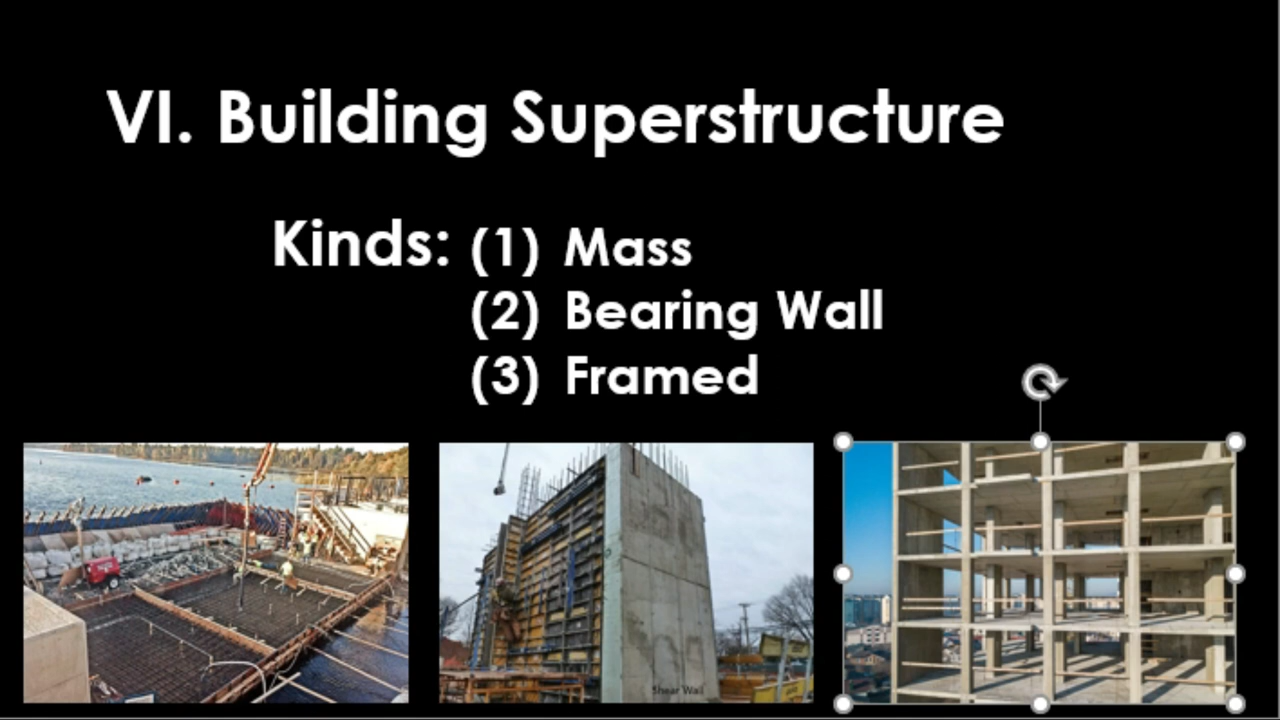 VI. Building Superstructure
Kinds: (1) Mass
(2) Bearing Wall
(3) Framed
Shear Wall